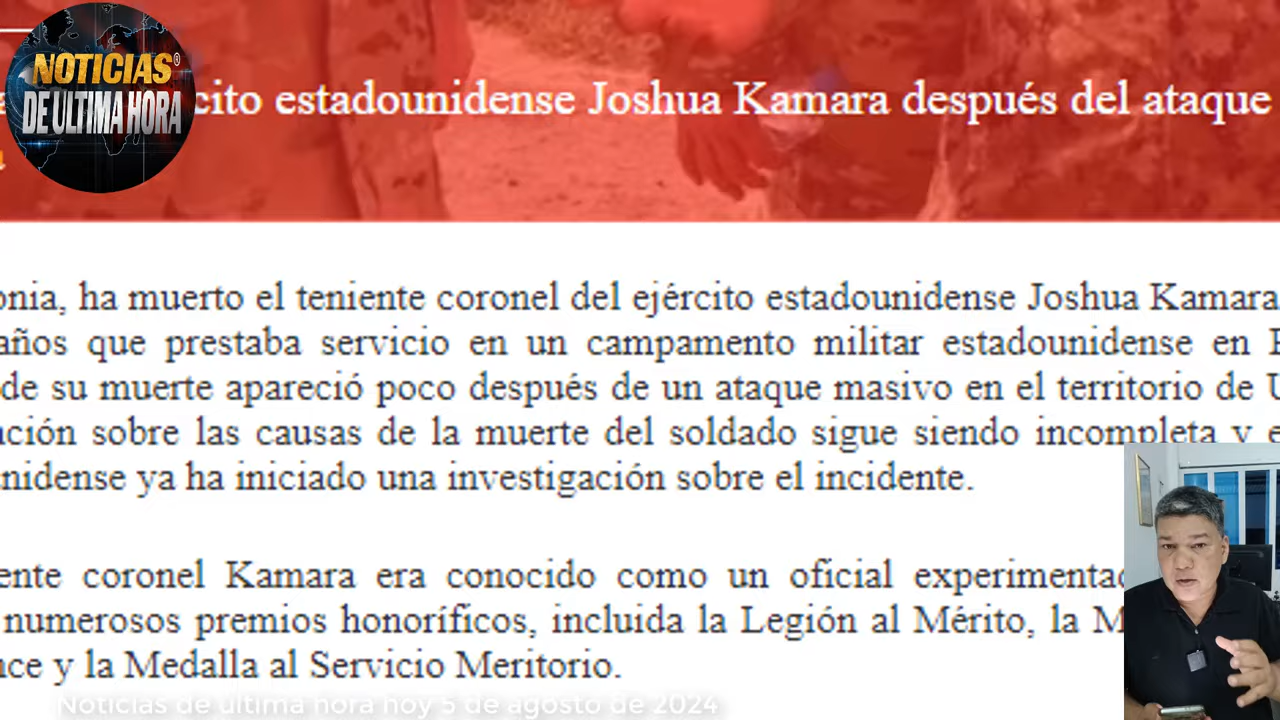 NOTICIAS®
DE ULTIMA HORA
cito estadounidense Joshua Kamara después del ataque
onia, ha muerto el teniente coronel del ejército estadounidense Joshua Kamara
años que prestaba servicio en un campamento militar estadounidense en
de su muerte apareció poco después de un ataque masivo en el territorio de U
ación sobre las causas de la muerte del soldado sigue siendo incompleta y e
unidense ya ha iniciado una investigación sobre el incidente.
ente coronel Kamara era conocido como un oficial experimentad
numerosos premios honoríficos, incluida la Legión al Mérito, la M
nce y la Medalla al Servicio Meritorio.
Noticias de ultima hora hoy 5 de agosto de 2024